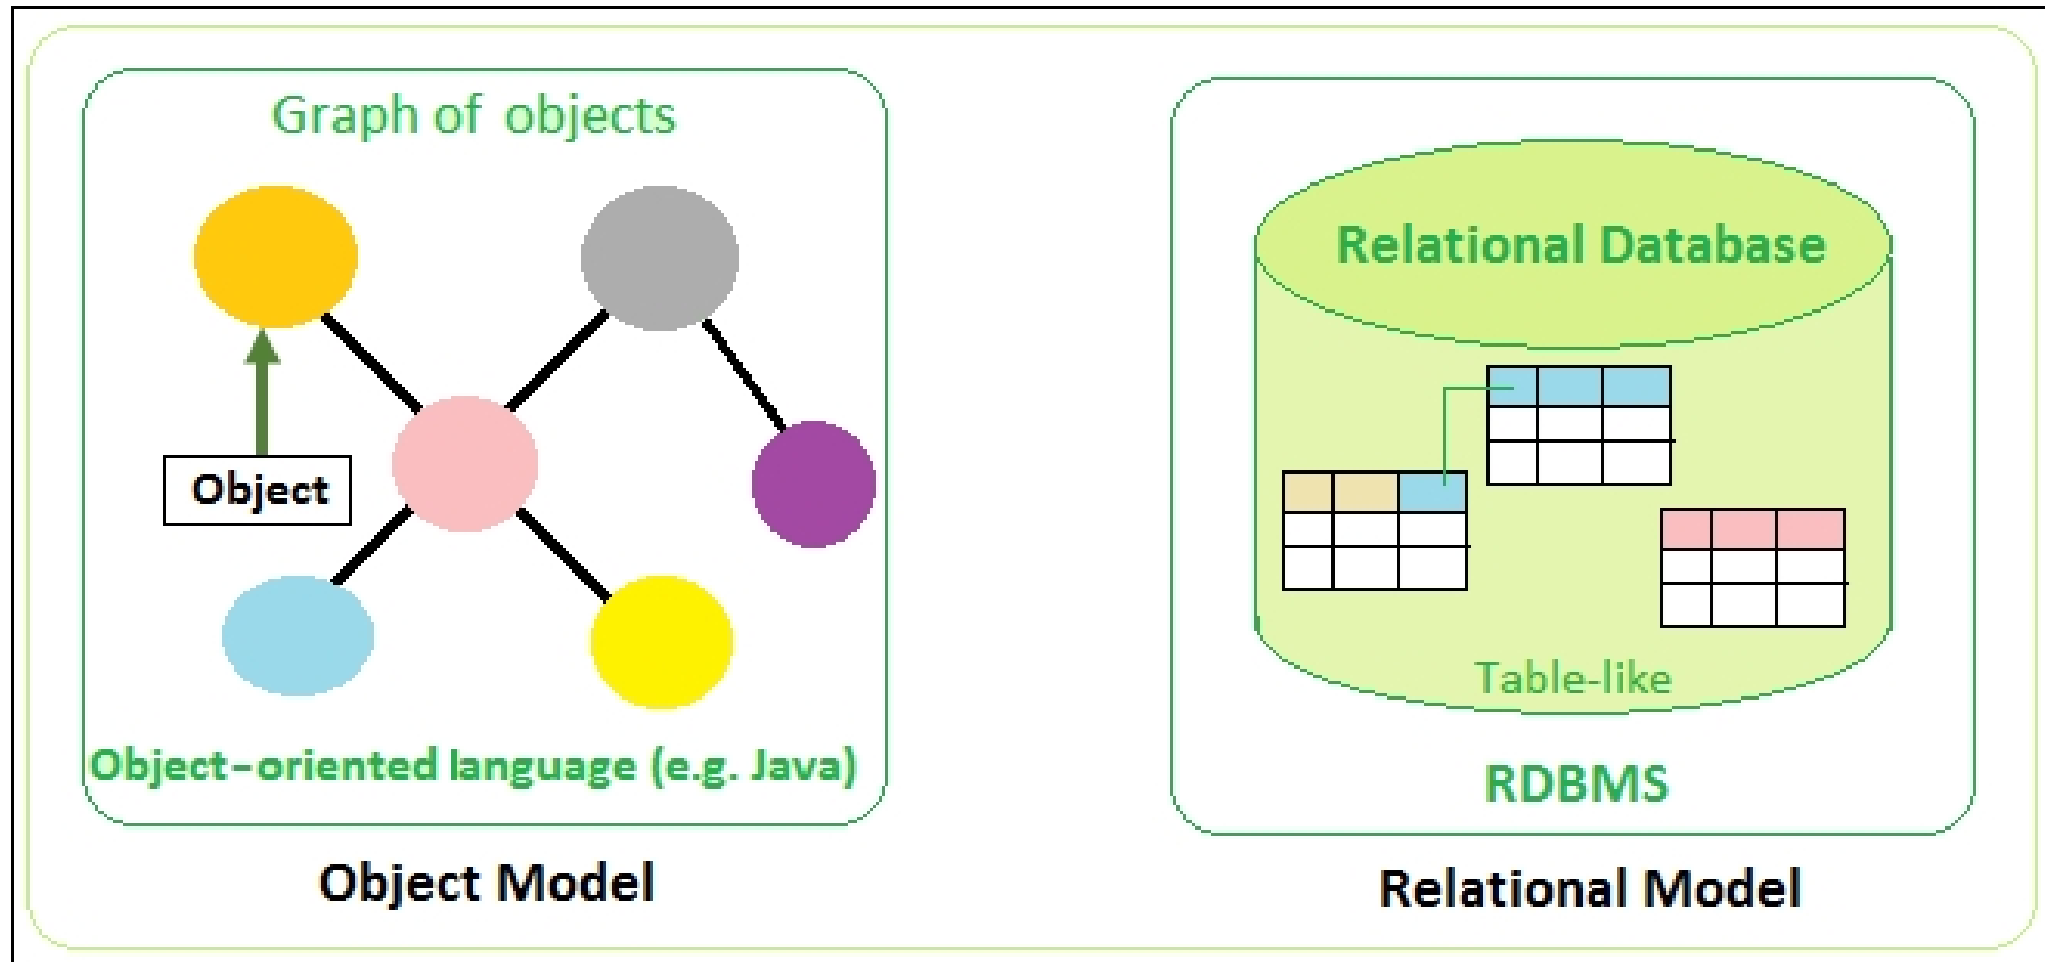 Graph of objects
Object
Object-oriented language (e.g. Java)
Object Model
Relational Database
Table-like
RDBMS
Relational Model